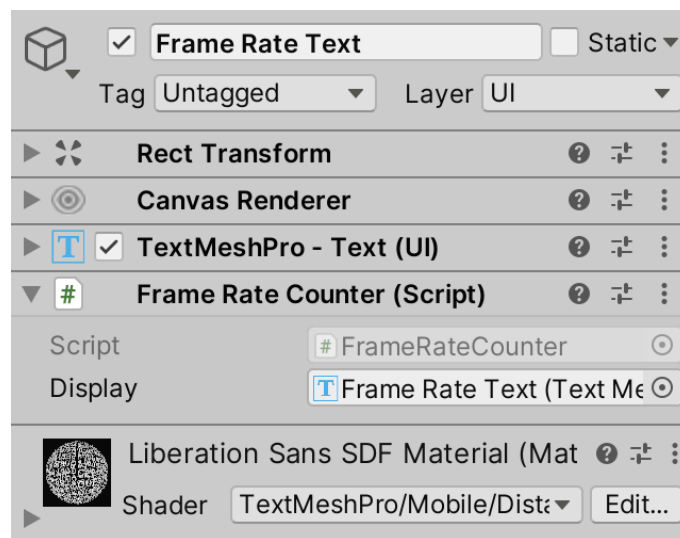 Frame Rate Text Static
Tag Untagged Layer UI
Rect Transform
Canvas Renderer
T TextMeshPro - Text (UI)
# Frame Rate Counter (Script)
Script # FrameRateCounter
Display T Frame Rate Text (Text Me
Liberation Sans SDF Material (Mat
Shader TextMeshPro/Mobile/Dista Edit...